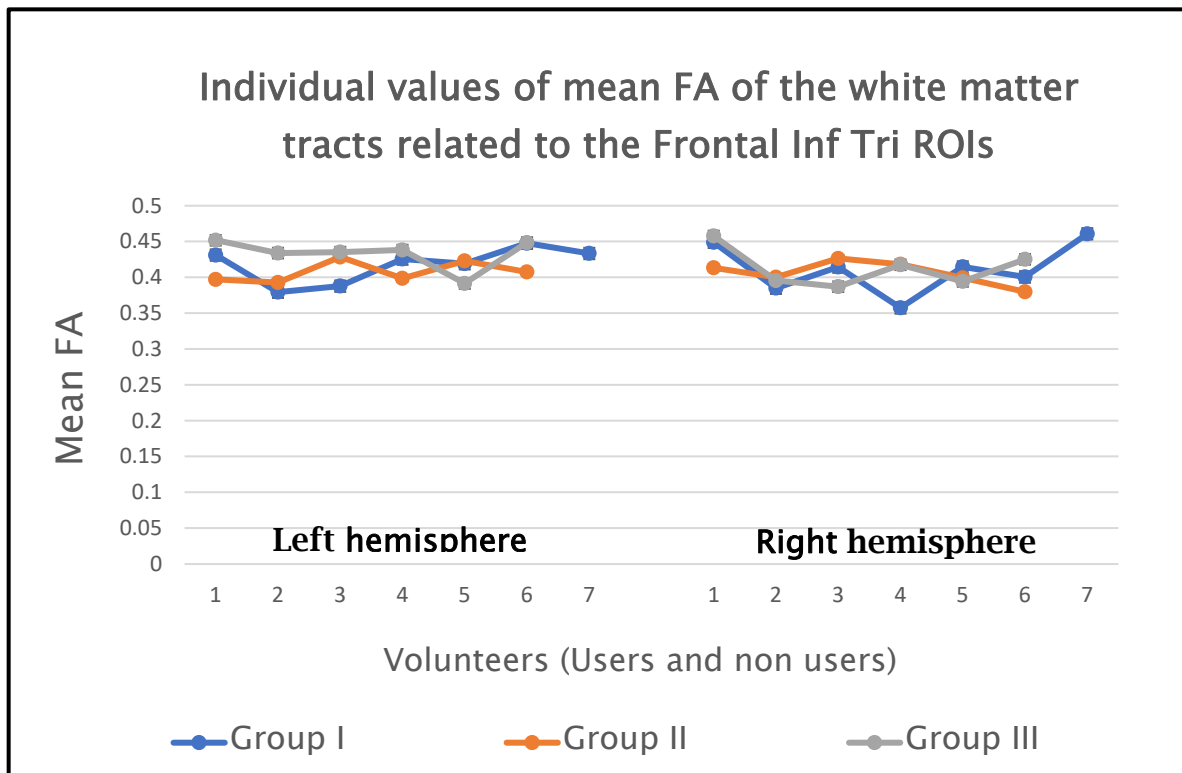 Individual values of mean FA of the white matter
tracts related to the Frontal Inf Tri ROIs
Mean FA
0.5
0.45
0.4
0.35
0.3
0.25
0.2
0.15
0.1
0.05
0
Left hemisphere
Right hemisphere
1 2 3 4 5 6 7 1 2 3 4 5 6 7
Volunteers (Users and non users)
Group I Group II Group III